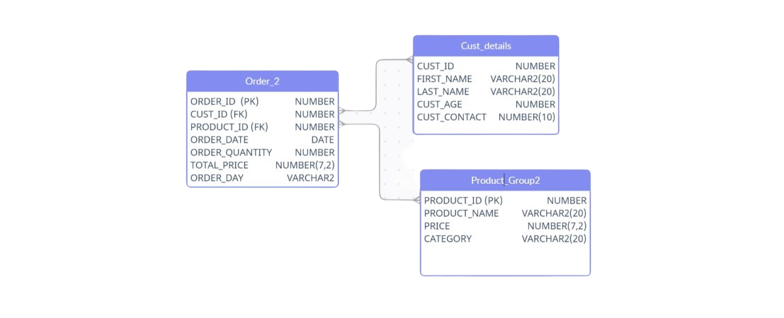 Order_2
ORDER_ID (PK) NUMBER
CUST_ID (FK) NUMBER
PRODUCT_ID (FK) NUMBER
ORDER_DATE DATE
ORDER_QUANTITY NUMBER
TOTAL_PRICE NUMBER(7,2)
ORDER_DAY VARCHAR2
Cust_details
CUST_ID NUMBER
FIRST_NAME VARCHAR2(20)
LAST_NAME VARCHAR2(20)
CUST_AGE NUMBER
CUST_CONTACT NUMBER(10)
Product_Group2
PRODUCT_ID (PK) NUMBER
PRODUCT_NAME VARCHAR2(20)
PRICE NUMBER(7,2)
CATEGORY VARCHAR2(20)